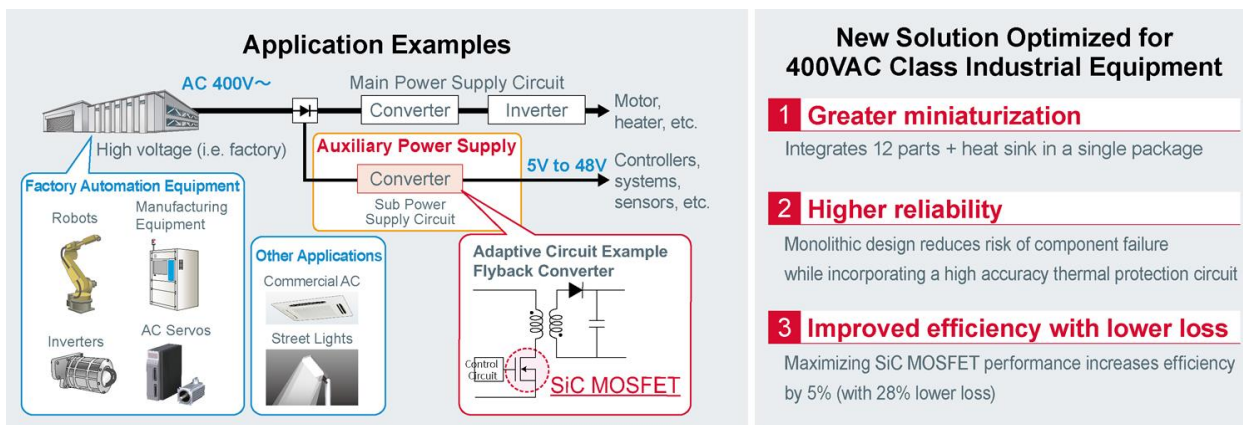 Application Examples
AC 400V～
Main Power Supply Circuit
Converter
Inverter
Motor,
heater, etc.
High voltage (i.e. factory)
Auxiliary Power Supply
Converter
5V to 48V
Controllers,
systems,
sensors, etc.
Sub Power
Supply Circuit
Factory Automation Equipment
Robots
Manufacturing
Equipment
Inverters
AC Servos
Other Applications
Commercial AC
Street Lights
Adaptive Circuit Example
Flyback Converter
Control
Circuit
SiC MOSFET
New Solution Optimized for
400VAC Class Industrial Equipment
1 Greater miniaturization
Integrates 12 parts + heat sink in a single package
2 Higher reliability
Monolithic design reduces risk of component failure
while incorporating a high accuracy thermal protection circuit
3 Improved efficiency with lower loss
Maximizing SiC MOSFET performance increases efficiency
by 5% (with 28% lower loss)